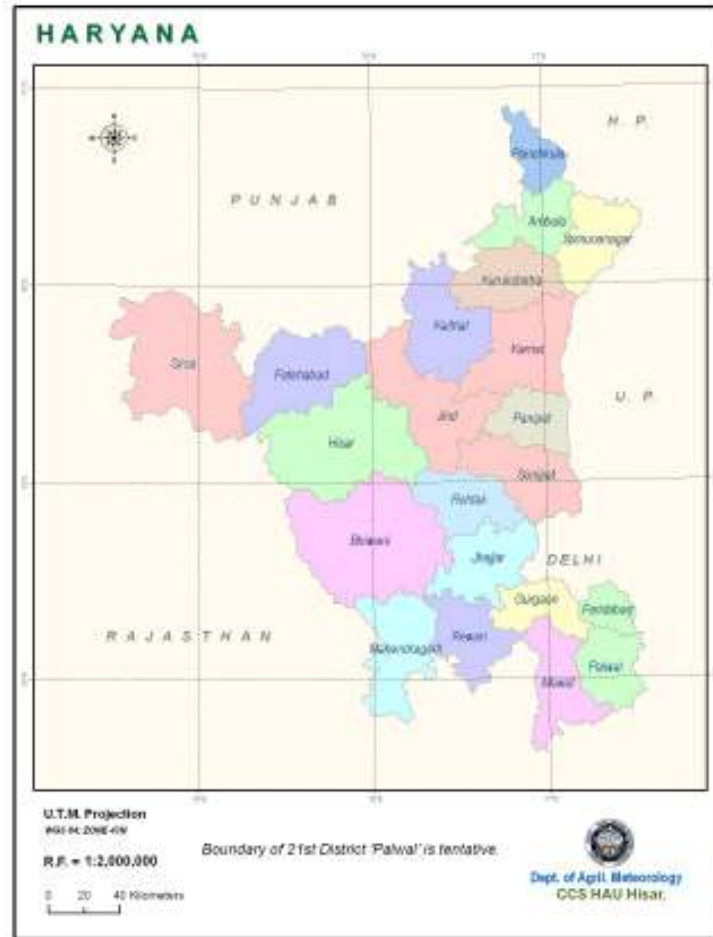 HARYANA
H. P.
PUNJAB
Panchkula
Ambala
Yamunanagar
Kurukshetra
Kaithal
Karnal
Sirsa
Fatehabad
U. P.
Jind
Panipat
Hisar
Sonipat
Rohtak
Bhiwani
Jhajjar
DELHI
Gurgaon
Faridabad
RAJASTHAN
Mahendragarh
Rewari
Palwal
Mewat
U.T.M. Projection
R.F. = 1:2,000,000
Boundary of 21st District 'Palwal' is tentative.
0 20 40 Kilometers
Dept. of Agril. Meteorology
CCS HAU Hisar.